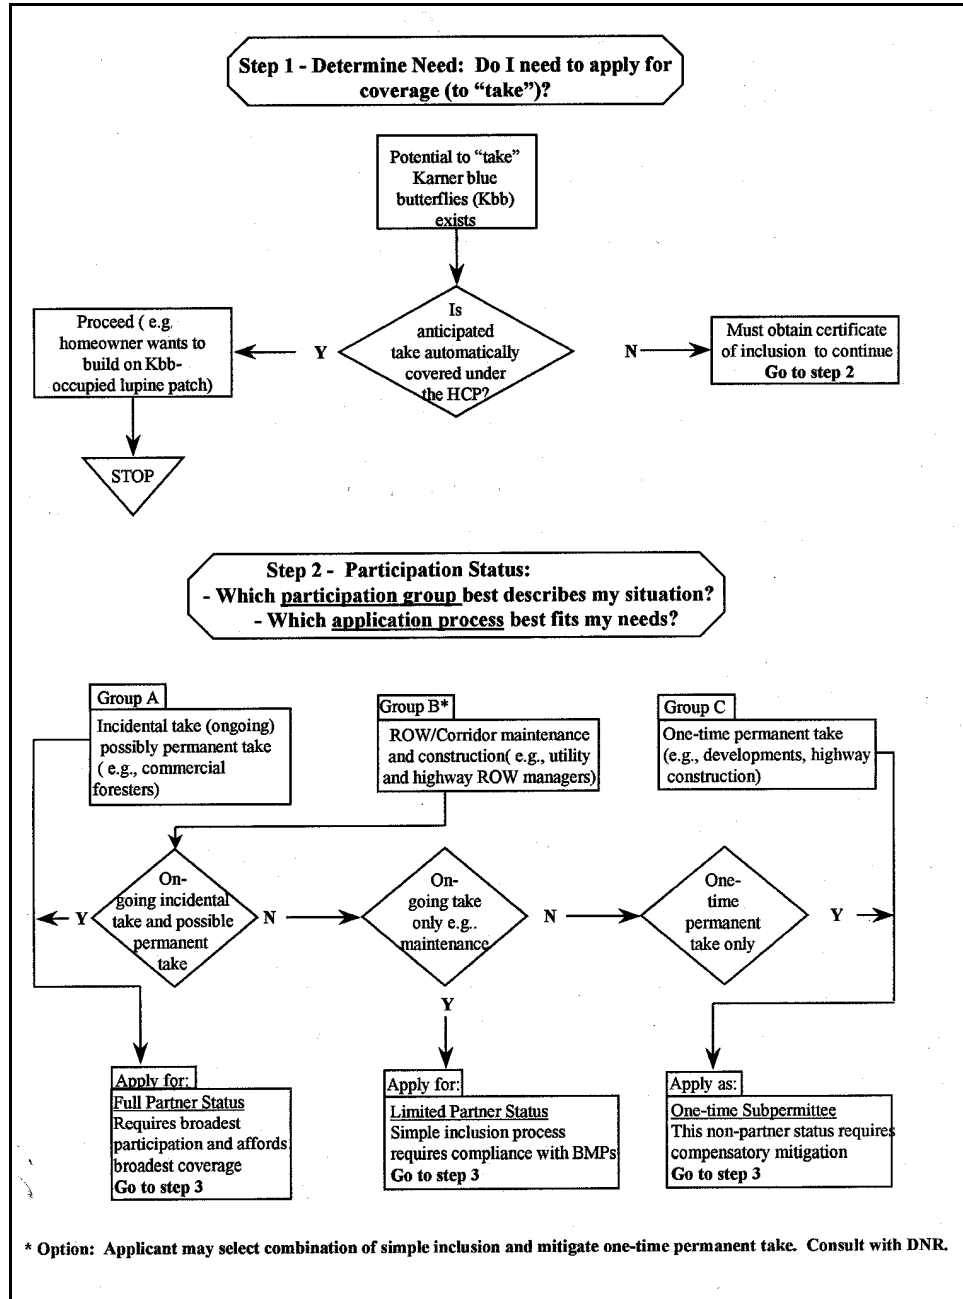 Step 1 - Determine Need: Do I need to apply for
coverage (to “take”)?
Potential to “take”
Karner blue
butterflies (Kbb)
exists
Is
anticipated
take automatically
covered under
the HCP?
Y
N
Proceed ( e.g.
homeowner wants to
build on Kbb-
occupied lupine patch)
STOP
Must obtain certificate
of inclusion to continue
Go to step 2
Step 2 - Participation Status:
- Which participation group best describes my situation?
- Which application process best fits my needs?
Group A
Incidental take (ongoing)
possibly permanent take
( e.g., commercial
foresters)
Group B*
ROW/Corridor maintenance
and construction( e.g., utility
and highway ROW managers)
Group C
One-time permanent take
(e.g., developments, highway
construction)
Y
On-
going incidental
take and possible
permanent
take
N
On-
going take
only e.g..
maintenance
N
One-
time
permanent
take only
Y
Y
Apply for:
Full Partner Status
Requires broadest
participation and affords
broadest coverage
Go to step 3
Apply for:
Limited Partner Status
Simple inclusion process
requires compliance with BMPs
Go to step 3
Apply as:
One-time Subpermittee
This non-partner status requires
compensatory mitigation
Go to step 3
* Option: Applicant may select combination of simple inclusion and mitigate one-time permanent take. Consult with DNR.